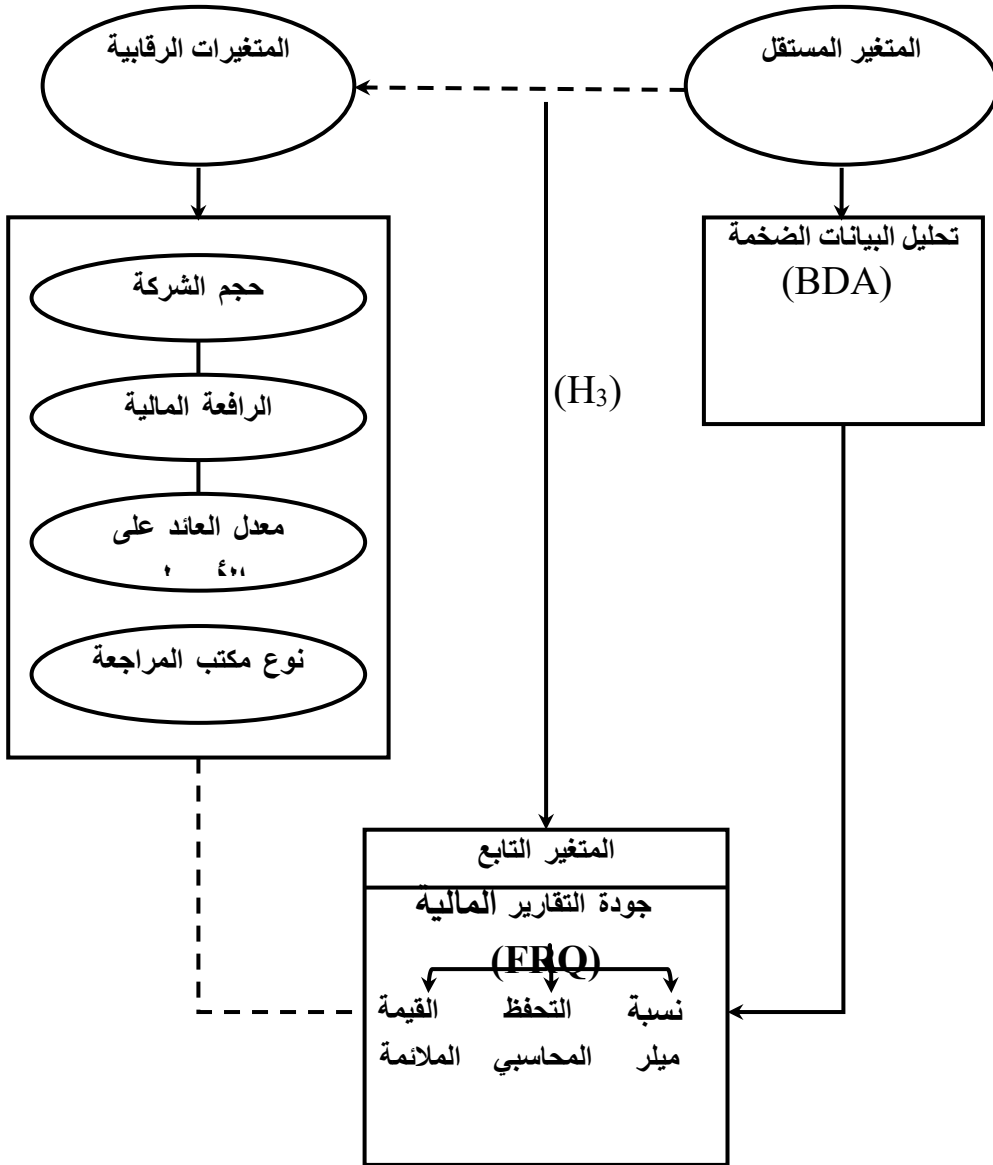 المتغير المستقل
المتغيرات الرقابية
تحليل البيانات الضخمة
(BDA)
حجم الشركة
الرافعة المالية
معدل العائد على
نوع مكتب المراجعة
(H₃)
المتغير التابع
جودة التقارير المالية
(FRQ)
نسبة
ميلر
التحفظ
المحاسبي
القيمة
الملائمة